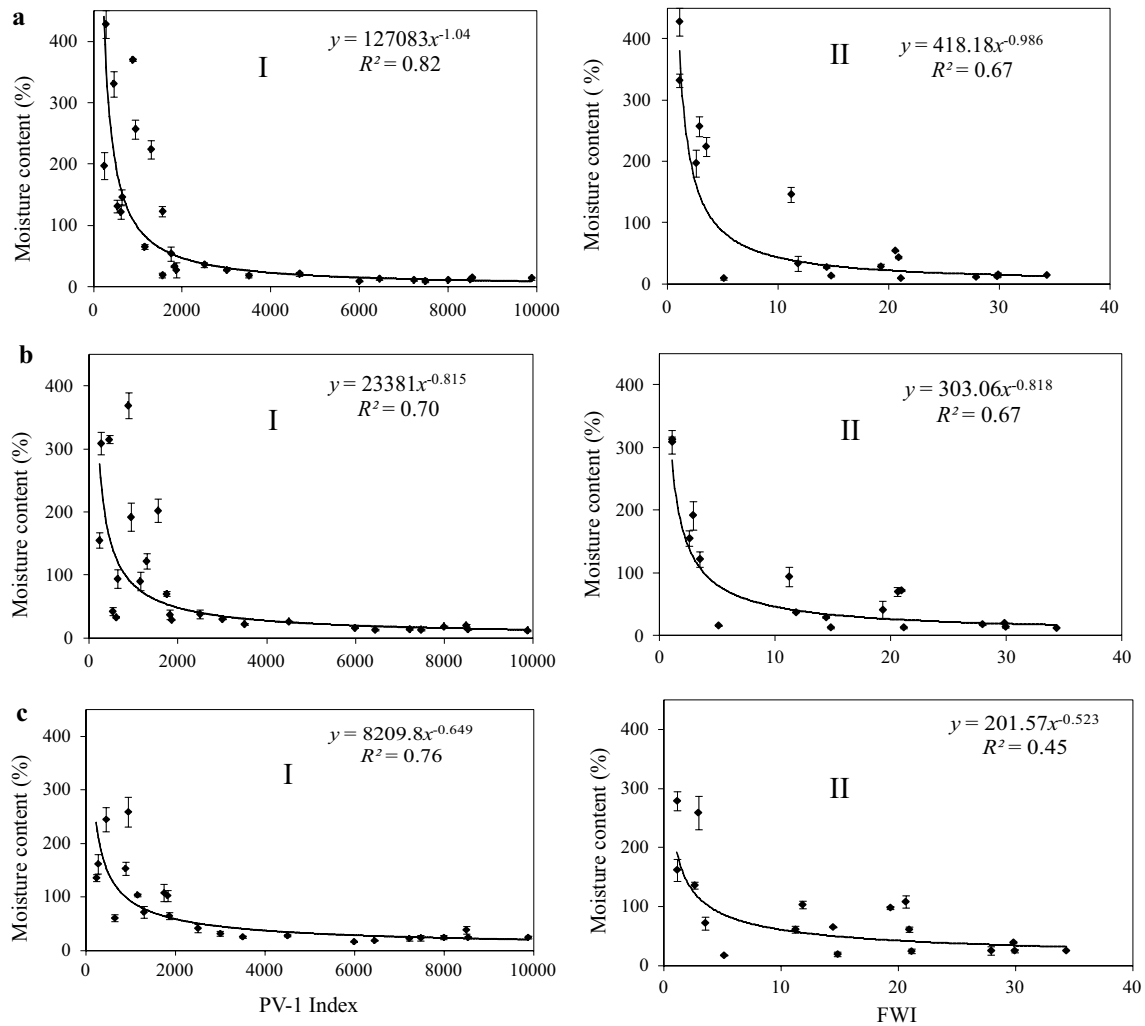 a
Moisture content (%)
400
300
200
100
0
0 2000 4000 6000 8000 10000
I
y = 127083x^-1.04
R² = 0.82
Moisture content ( %)
400
300
200
100
0
0 10 20 30 40
II
y = 418.18x^-0.986
R² = 0.67
b
Moisture content (%)
400
300
200
100
0
0 2000 4000 6000 8000 10000
I
y = 23381x^-0.815
R² = 0.70
Moisture content (%)
400
300
200
100
0
0 10 20 30 40
II
y = 303.06x^-0.818
R² = 0.67
c
Moisture content (%)
400
300
200
100
0
0 2000 4000 6000 8000 10000
I
y = 8209.8x^-0.649
R² = 0.76
PV-1 Index
Moisture content (%)
400
300
200
100
0
0 10 20 30 40
II
y = 201.57x^-0.523
R² = 0.45
FWI